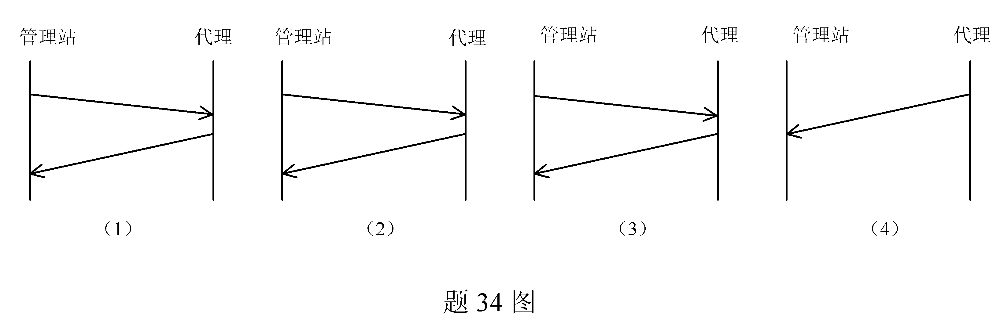 管理站 代理 管理站 代理 管理站 代理 管理站 代理
（1） （2） （3） （4）
题 34 图